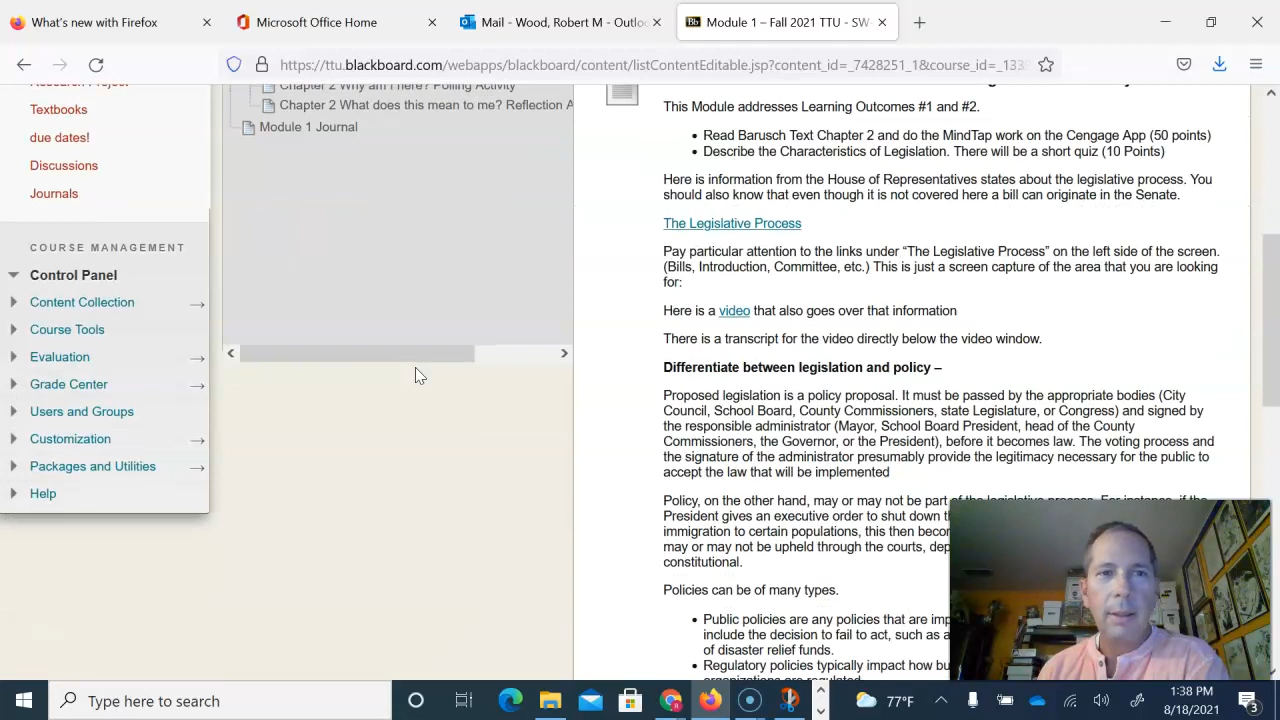 What's new with Firefox
Microsoft Office Home
Mail - Wood, Robert M - Outlo
Bb Module 1 – Fall 2021 TTU - SW-
https://ttu.blackboard.com/webapps/blackboard/content/listContentEditable.jsp?content_id=_7428251_1&course_id=_133
Textbooks
due dates!
Discussions
Journals
COURSE MANAGEMENT
Control Panel
Content Collection
Course Tools
Evaluation
Grade Center
Users and Groups
Customization
Packages and Utilities
Help
Chapter 2 Why am I here? Polling Activity
Chapter 2 What does this mean to me? Reflection A
Module 1 Journal
This Module addresses Learning Outcomes #1 and #2.
Read Barusch Text Chapter 2 and do the MindTap work on the Cengage App (50 points)
Describe the Characteristics of Legislation. There will be a short quiz (10 Points)
Here is information from the House of Representatives states about the legislative process. You
should also know that even though it is not covered here a bill can originate in the Senate.
The Legislative Process
Pay particular attention to the links under “The Legislative Process” on the left side of the screen.
(Bills, Introduction, Committee, etc.) This is just a screen capture of the area that you are looking
for:
Here is a video that also goes over that information
There is a transcript for the video directly below the video window.
Differentiate between legislation and policy –
Proposed legislation is a policy proposal. It must be passed by the appropriate bodies (City
Council, School Board, County Commissioners, state Legislature, or Congress) and signed by
the responsible administrator (Mayor, School Board President, head of the County
Commissioners, the Governor, or the President), before it becomes law. The voting process and
the signature of the administrator presumably provide the legitimacy necessary for the public to
accept the law that will be implemented
Policy, on the other hand, may or may not be part of the legislative process. For instance, if the
President gives an executive order to shut down
immigration to certain populations, this then
may or may not be upheld through the courts,
constitutional.
Policies can be of many types.
Public policies are any policies that are
include the decision to fail to act, such as a
of disaster relief funds.
Regulatory policies typically impact how
organizations are regulated
Type here to search
77°F
1:38 PM
8/18/2021
3